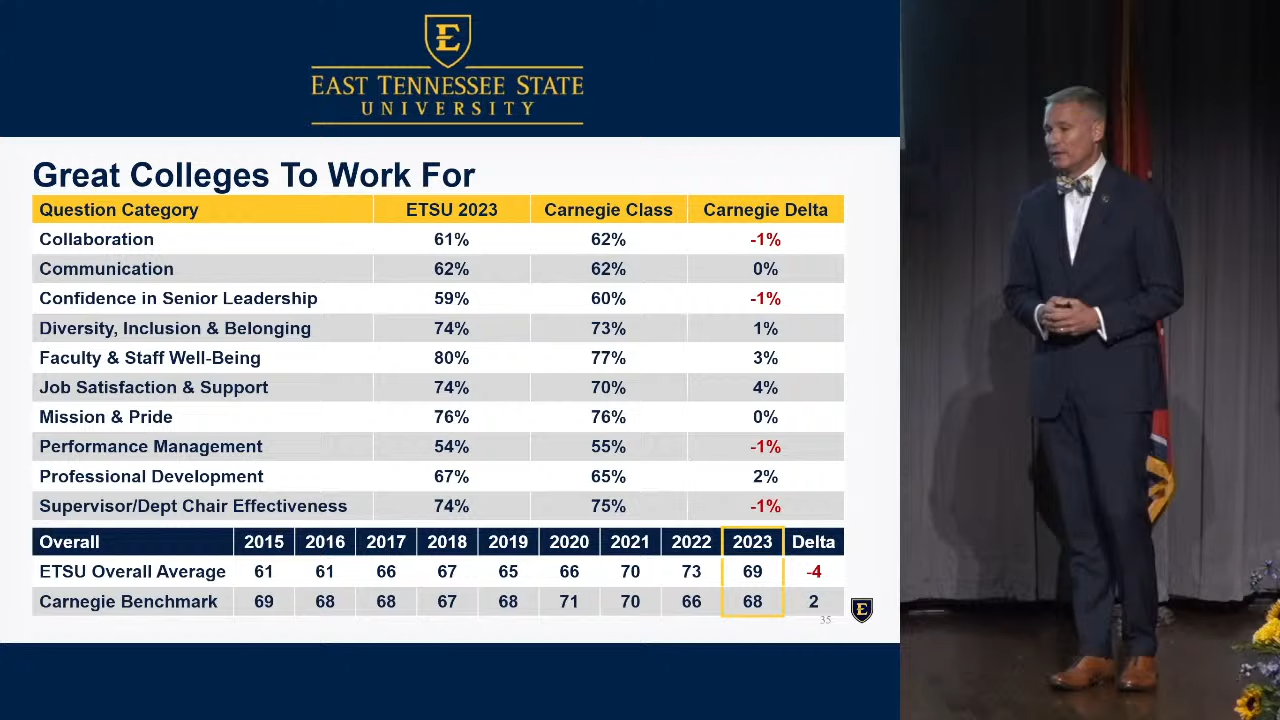 E
EAST TENNESSEE STATE
UNIVERSITY
Great Colleges To Work For
Question Category ETSU 2023 Carnegie Class Carnegie Delta
Collaboration 61% 62% -1%
Communication 62% 62% 0%
Confidence in Senior Leadership 59% 60% -1%
Diversity, Inclusion & Belonging 74% 73% 1%
Faculty & Staff Well-Being 80% 77% 3%
Job Satisfaction & Support 74% 70% 4%
Mission & Pride 76% 76% 0%
Performance Management 54% 55% -1%
Professional Development 67% 65% 2%
Supervisor/Dept Chair Effectiveness 74% 75% -1%
Overall 2015 2016 2017 2018 2019 2020 2021 2022 2023 Delta
ETSU Overall Average 61 61 66 67 65 66 70 73 69 -4
Carnegie Benchmark 69 68 68 67 68 71 70 66 68 2
E
35